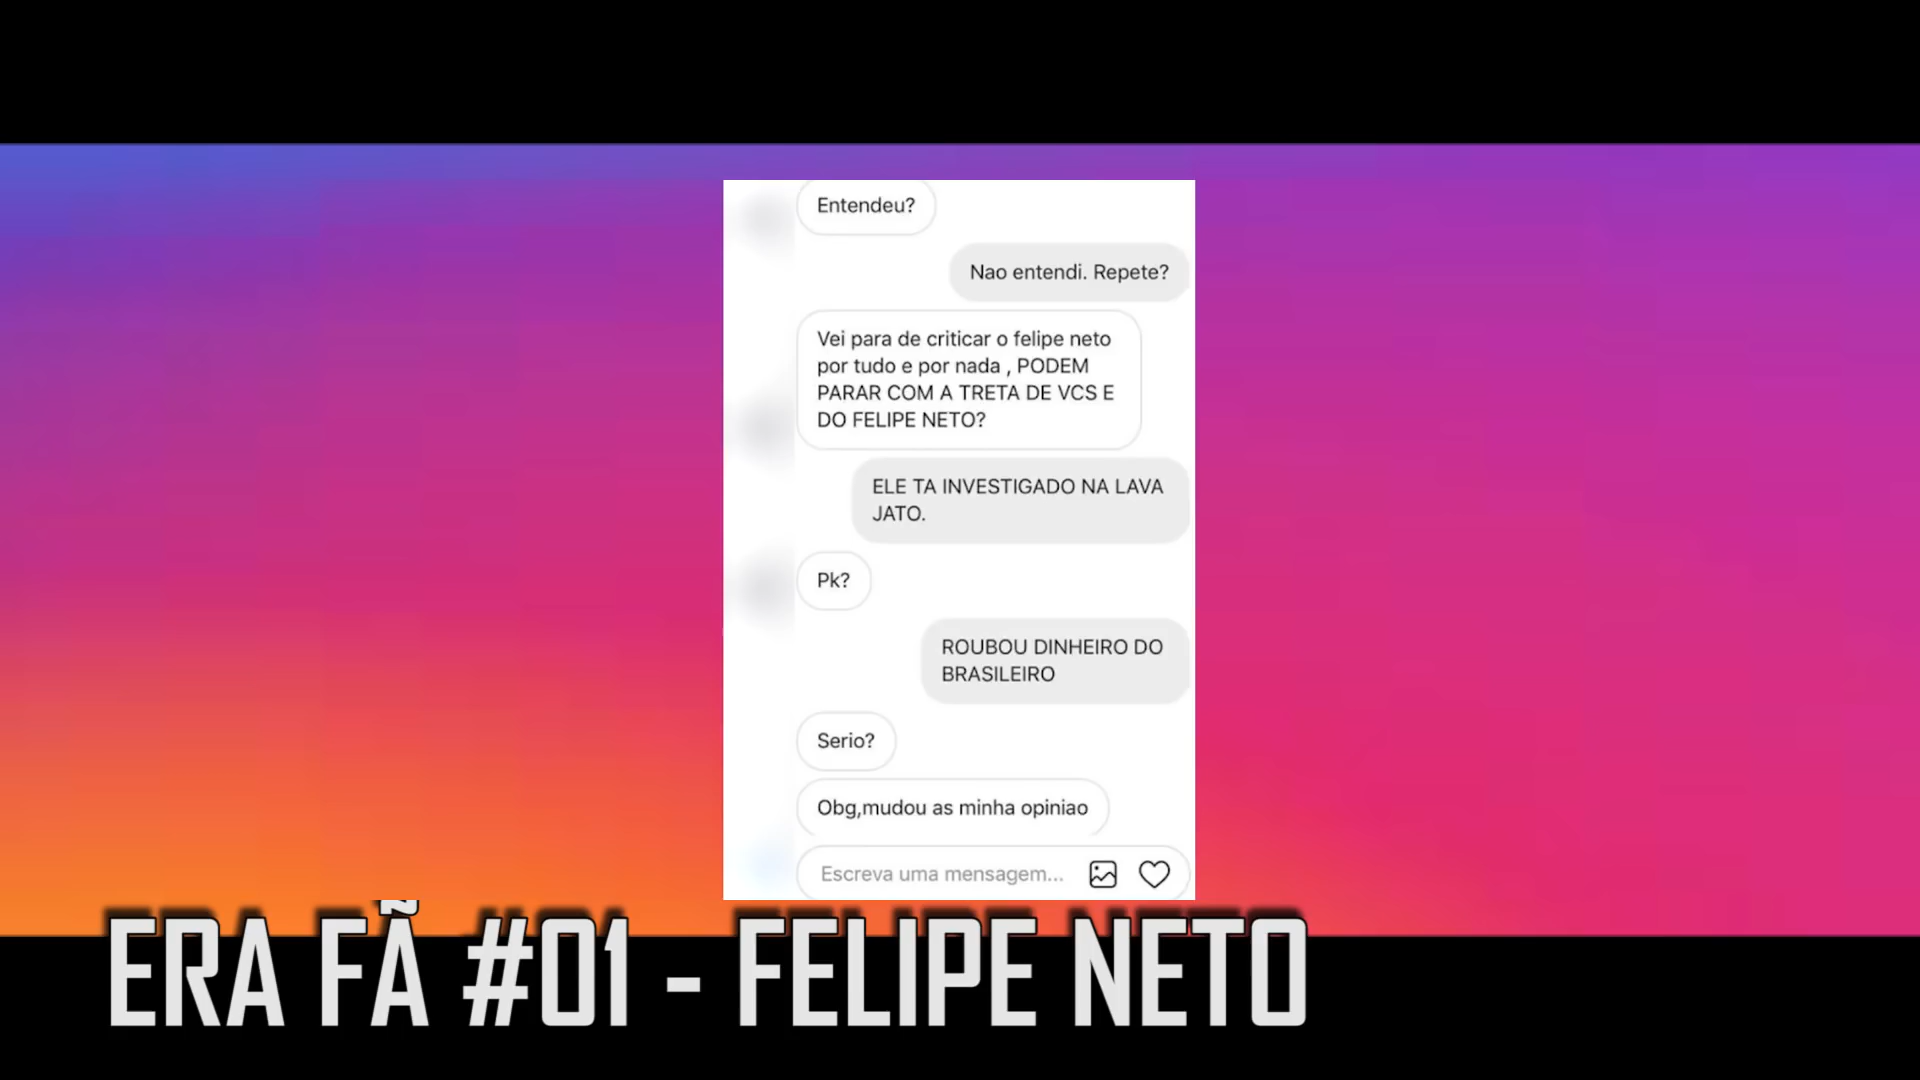 Entendeu?
Nao entendi. Repete?
Vei para de criticar o felipe neto
por tudo e por nada , PODEM
PARAR COM A TRETA DE VCS E
DO FELIPE NETO?
ELE TA INVESTIGADO NA LAVA
JATO.
Pk?
ROUBOU DINHEIRO DO
BRASILEIRO
Serio?
Obg,mudou as minha opiniao
Escreva uma mensagem...
ERA FÃ #01 - FELIPE NETO